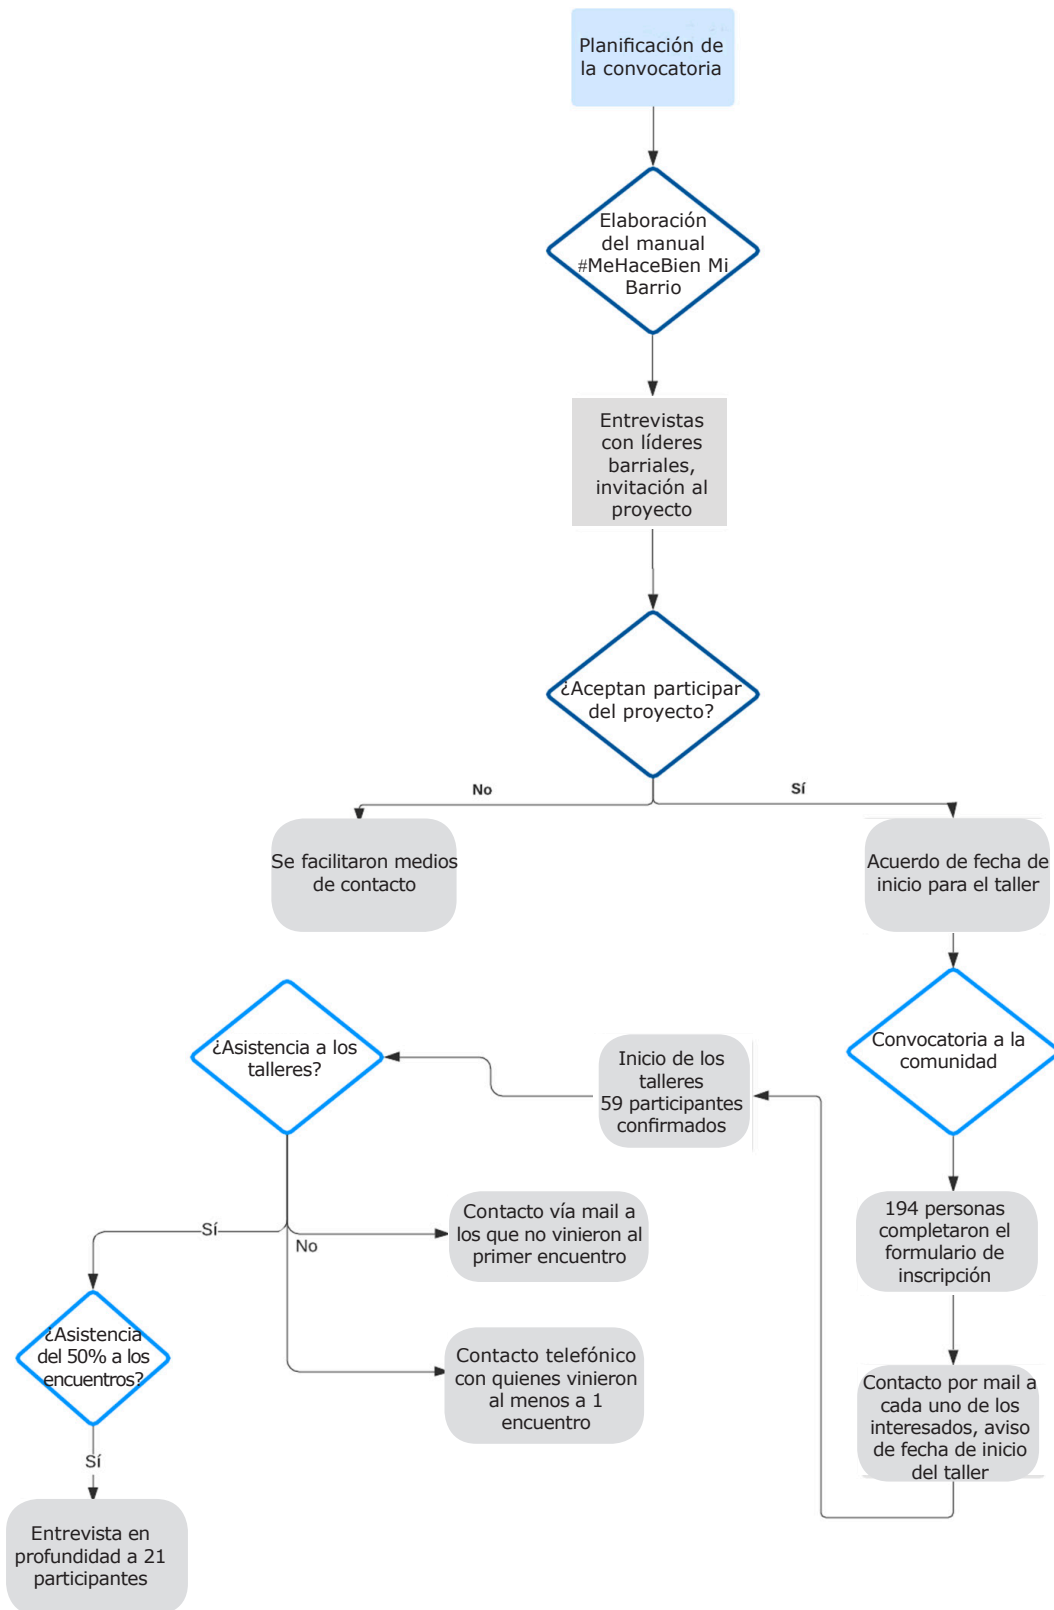 Planificación de
la convocatoria
Elaboración
del manual
#MeHaceBien Mi
Barrio
Entrevistas
con líderes
barriales,
invitación al
proyecto
¿Aceptan participar
del proyecto?
No
Sí
Se facilitaron medios
de contacto
Acuerdo de fecha de
inicio para el taller
Convocatoria a la
comunidad
194 personas
completaron el
formulario de
inscripción
Contacto por mail a
cada uno de los
interesados, aviso
de fecha de inicio
del taller
Inicio de los
talleres
59 participantes
confirmados
¿Asistencia a los
talleres?
Sí
No
Contacto vía mail a
los que no vinieron al
primer encuentro
Contacto telefónico
con quienes vinieron
al menos a 1
encuentro
¿Asistencia
del 50% a los
encuentros?
Sí
Entrevista en
profundidad a 21
participantes